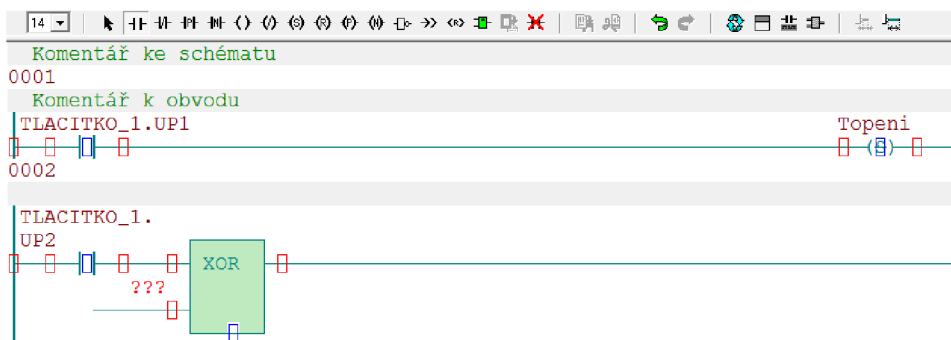 14
Komentář ke schématu
0001
Komentář k obvodu
TLACITKO_1.UP1 Topeni
(S)
0002
TLACITKO_1.
UP2
XOR
???